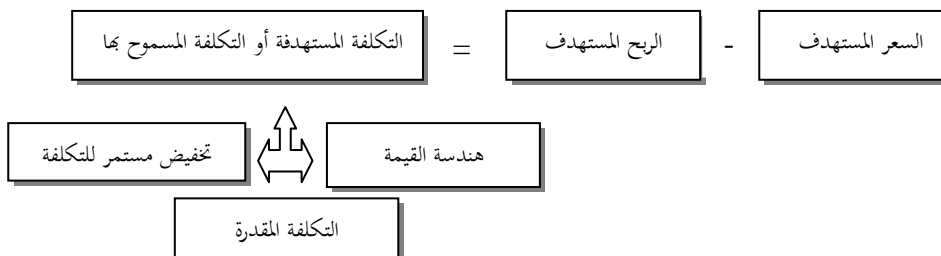 السعر المستهدف - الربح المستهدف = التكلفة المستهدفة أو التكلفة المسموح بها
هندسة القيمة تخفيض مستمر للتكلفة
التكلفة المقدرة